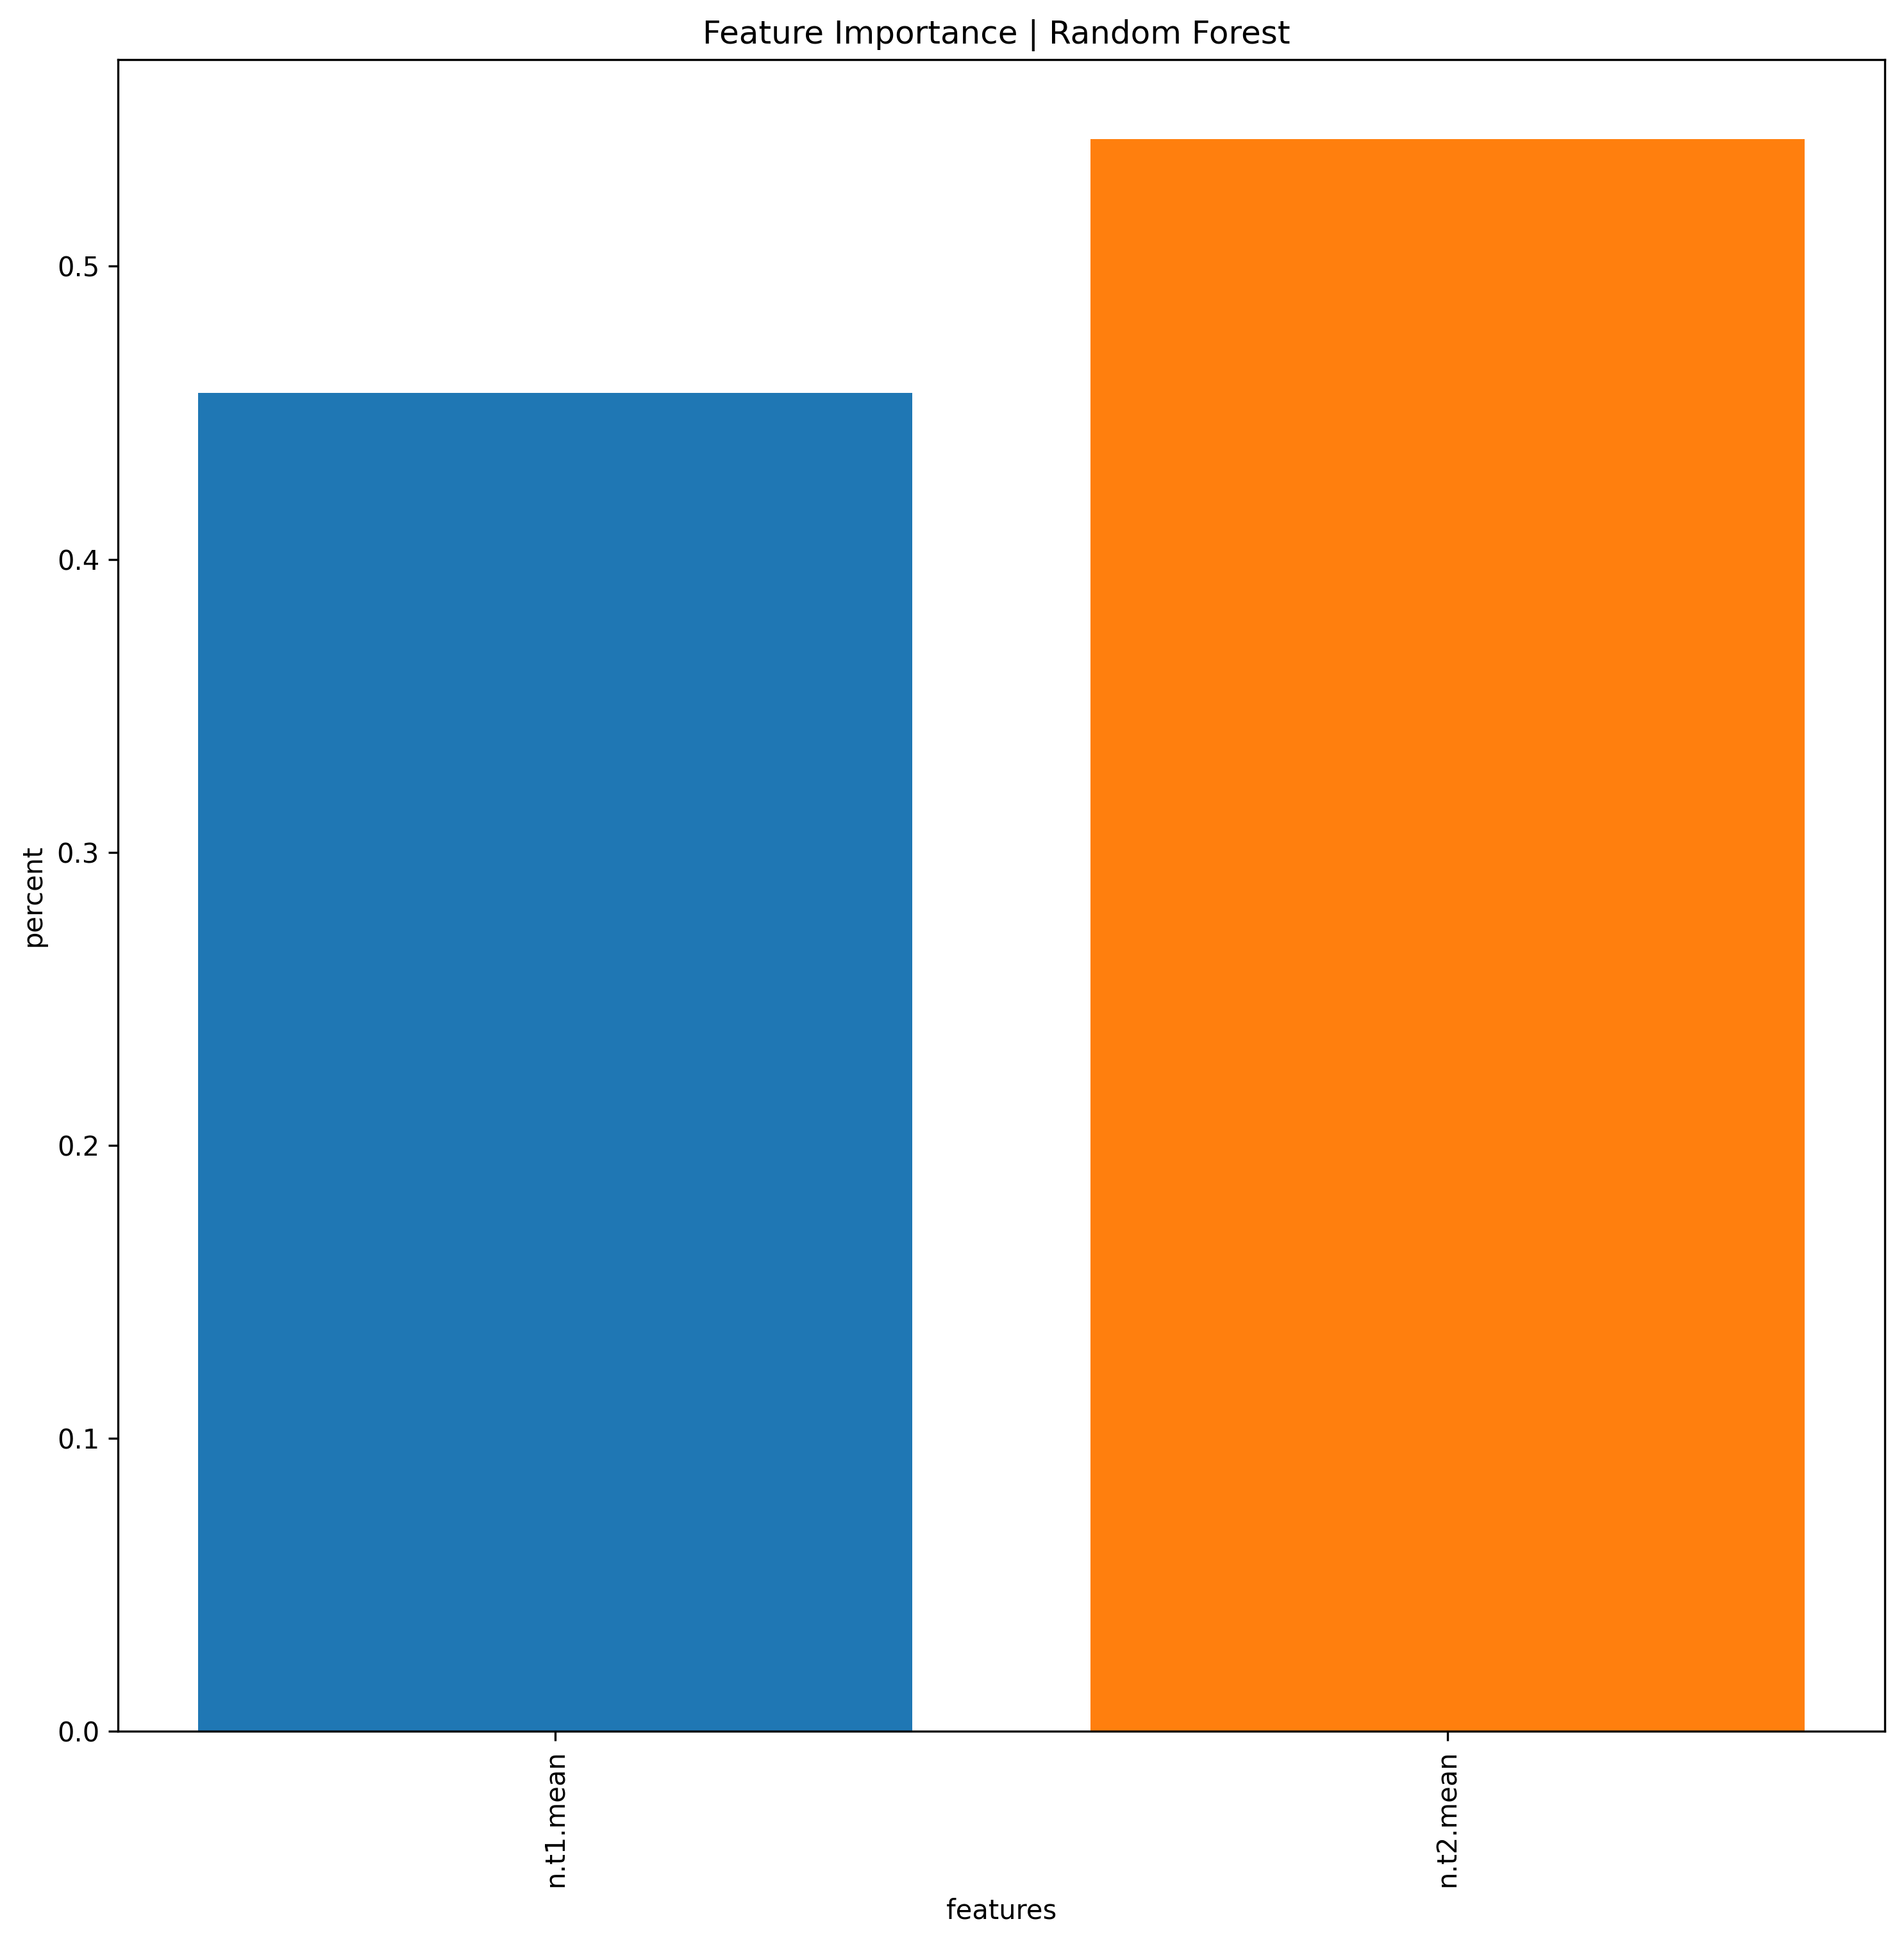 Feature Importance | Random Forest
percent
0.5
0.4
0.3
0.2
0.1
0.0
n.t1.mean
n.t2.mean
features